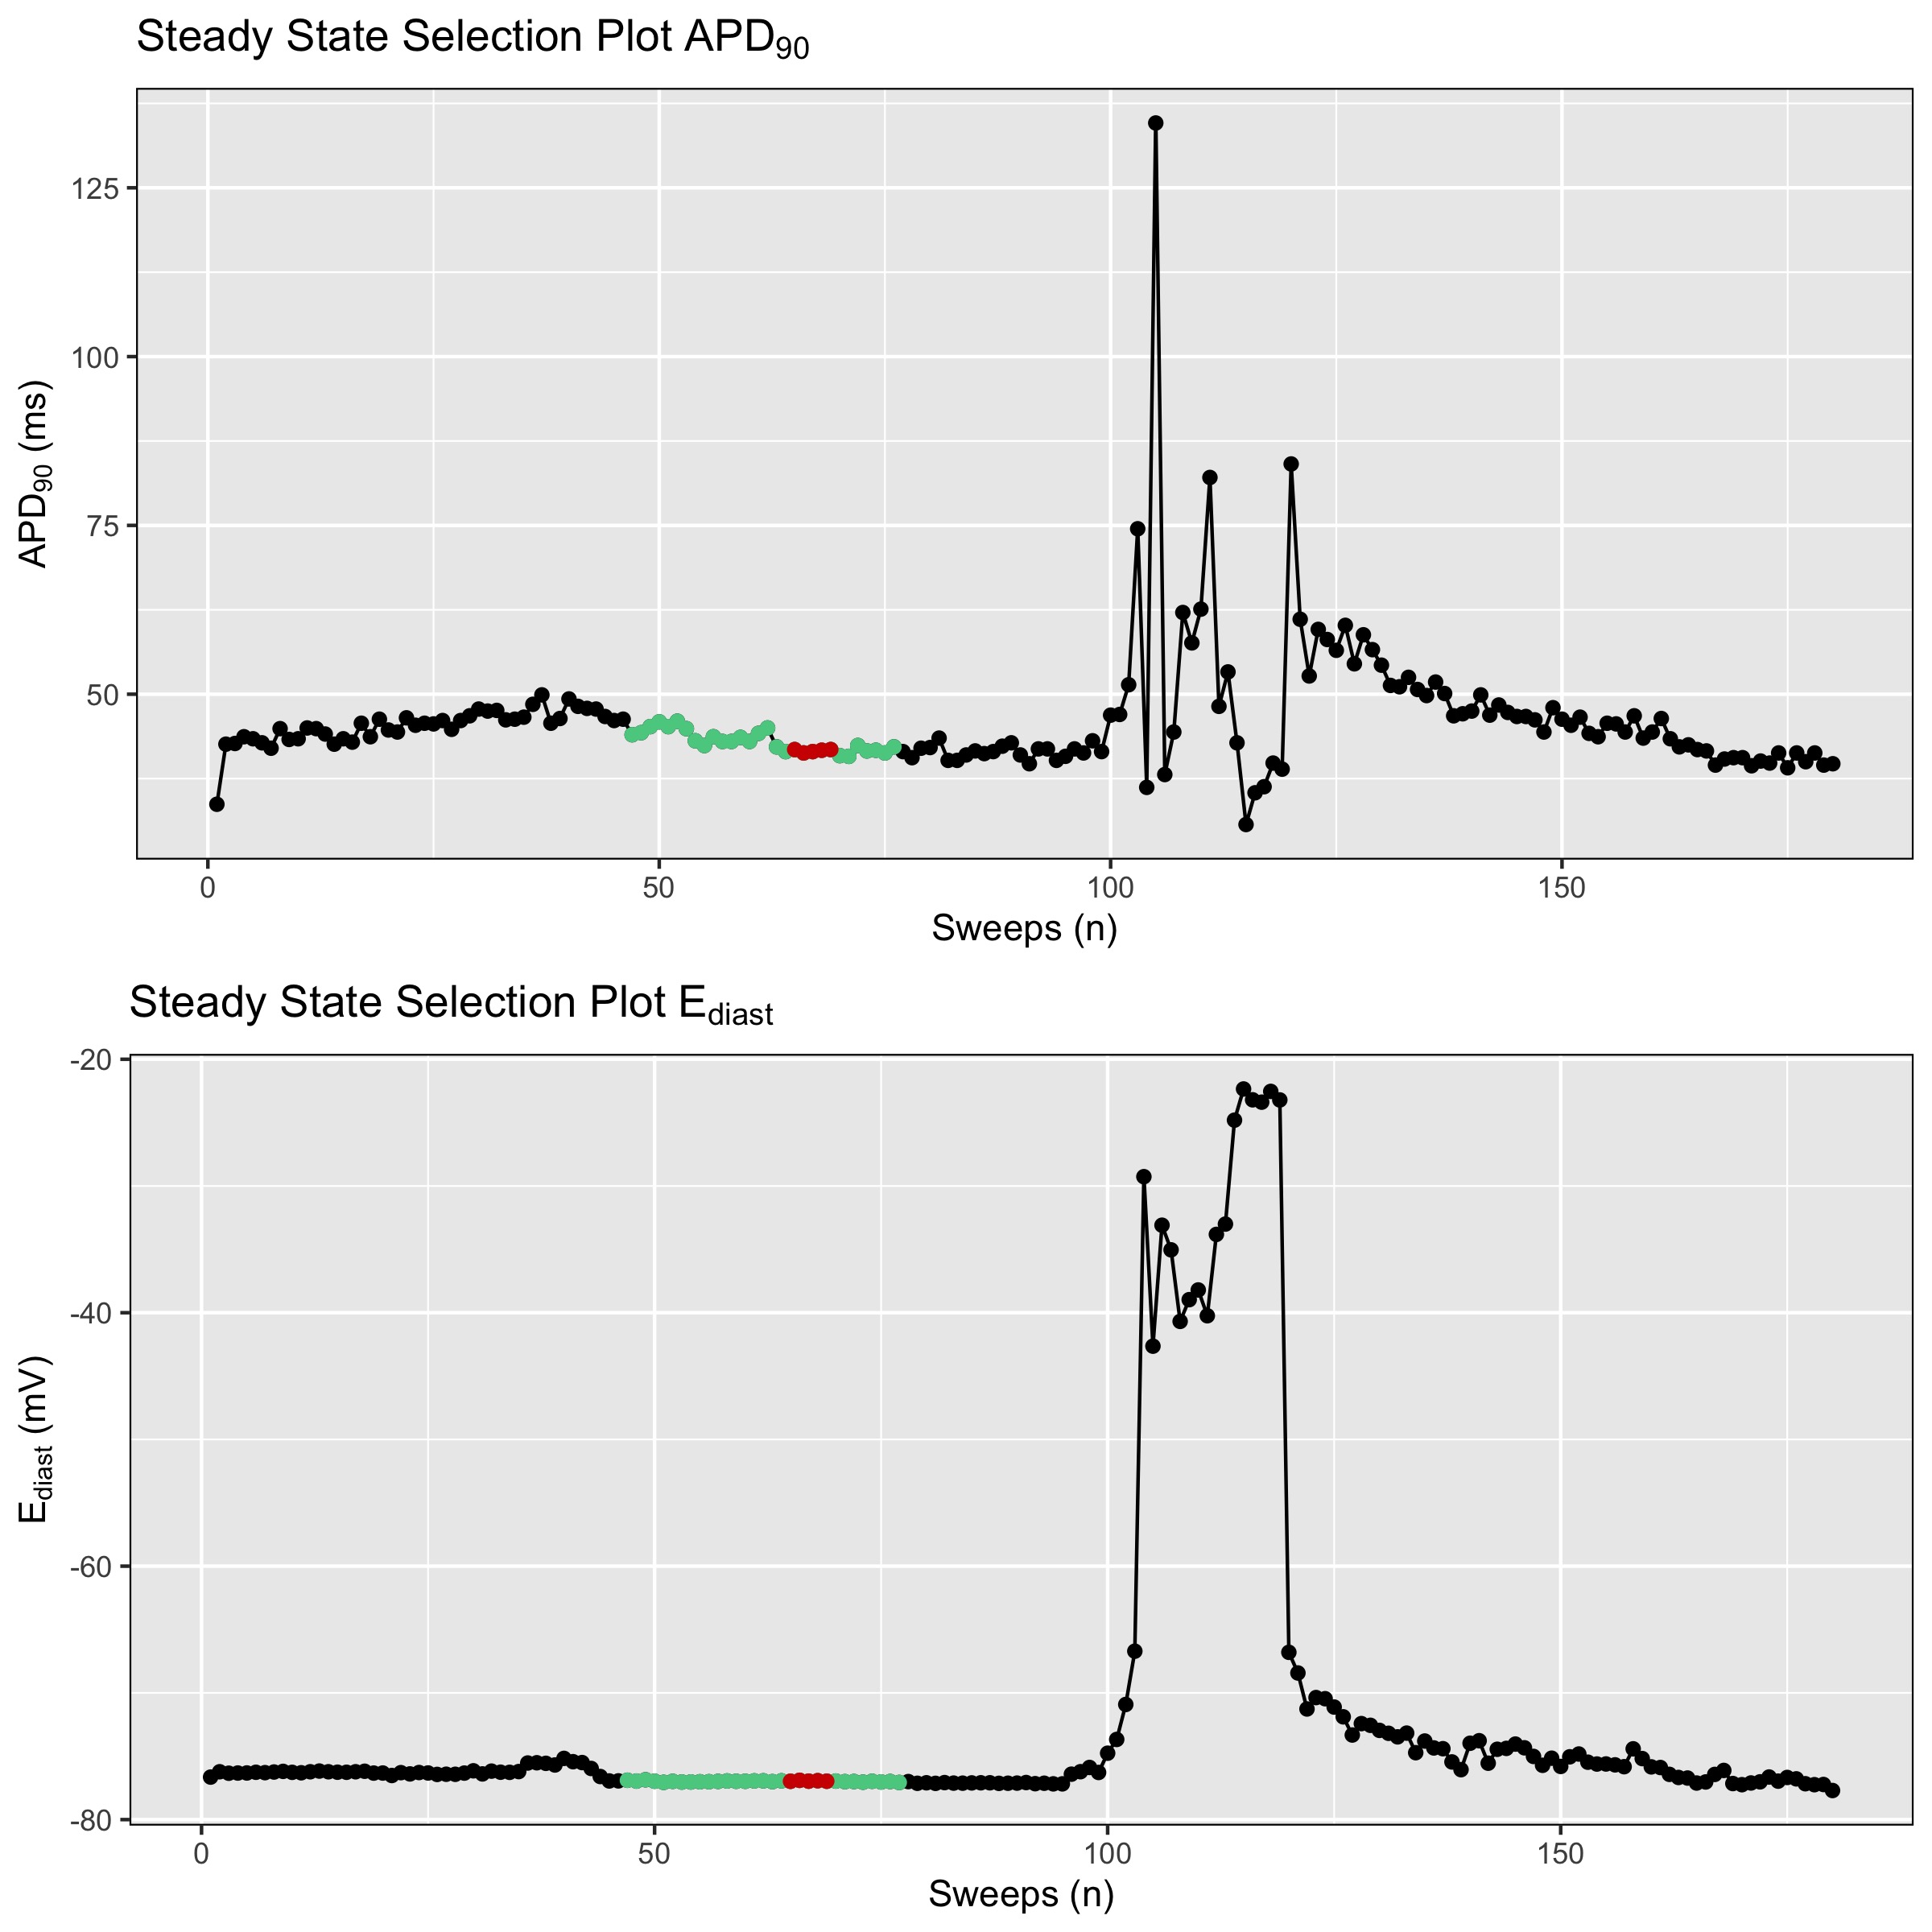 Steady State Selection Plot APD90
125
100
75
50
APD90 (ms)
0 50 100 150
Sweeps (n)
Steady State Selection Plot Ediast
-20
-40
-60
-80
Ediast (mV)
0 50 100 150
Sweeps (n)